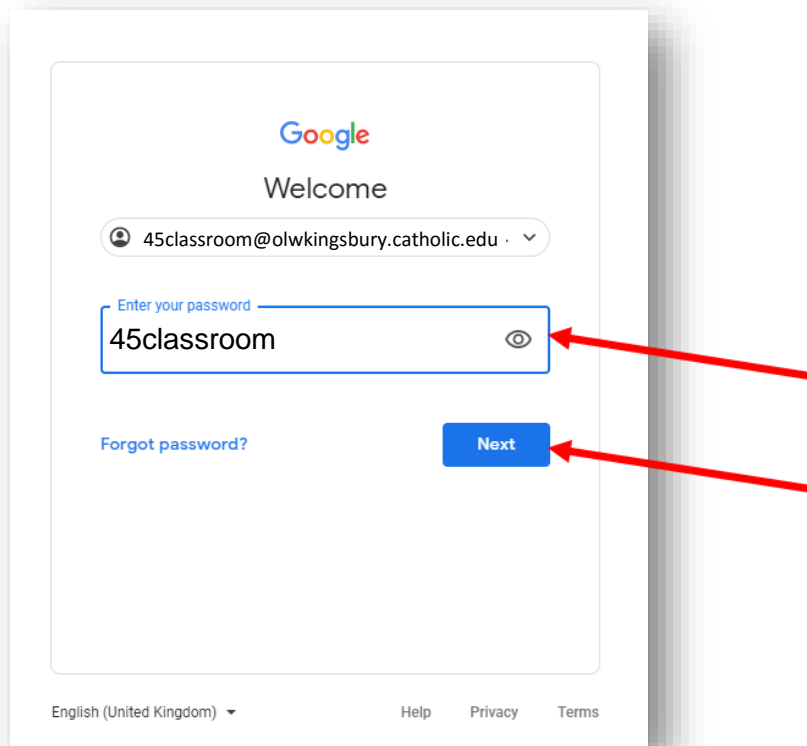 Google
Welcome
45classroom@olwkingsbury.catholic.edu
Enter your password
45classroom
Forgot password?
Next
English (United Kingdom)
Help Privacy Terms